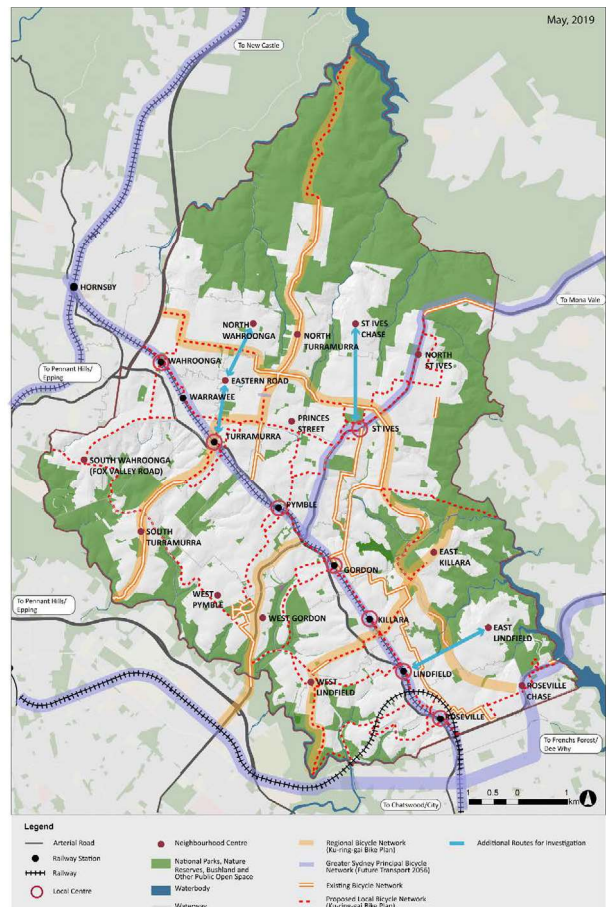 May, 2019
To New Castle
HORNSBY
To Mona Vale
NORTH
WAHROONGA
ST IVES
CHASE
NORTH
TURRAMURRA
NORTH
ST IVES
To Pennant Hills/
Epping
WAHROONGA
EASTERN ROAD
WARRAWEE
PRINCES
STREET
ST IVES
TURRAMURRA
SOUTH WAHROONGA
(FOX VALLEY ROAD)
PYMBLE
SOUTH
TURRAMURRA
EAST
KILLARA
GORDON
To Pennant Hills/
Epping
WEST
PYMBLE
WEST GORDON
KILLARA
EAST
LINDFIELD
LINDFIELD
WEST
LINDFIELD
ROSEVILLE
CHASE
ROSEVILLE
To Frenchs Forest/
Dee Why
To Chatswood/City
1 0.5 0 1
km
Legend
Arterial Road
Railway Station
Railway
Local Centre
Neighbourhood Centre
National Parks, Nature
Reserves, Bushland and
Other Public Open Space
Waterbody
Waterway
Regional Bicycle Network
(Ku-ring-gai Bike Plan)
Greater Sydney Principal Bicycle
Network (Future Transport 2056)
Existing Bicycle Network
Proposed Local Bicycle Network
(Ku-ring-gai Bike Plan)
Additional Routes for Investigation